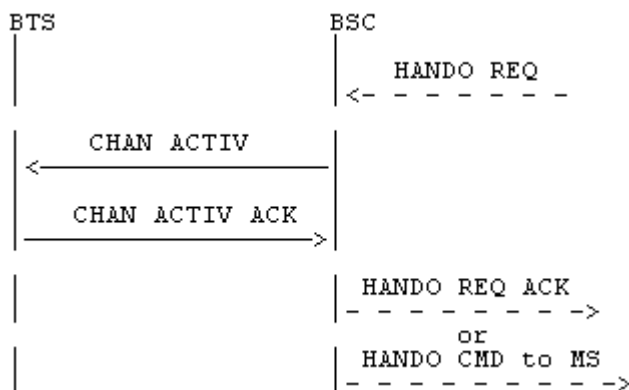 BTS BSC
HANDO REQ
CHAN ACTIV
CHAN ACTIV ACK
HANDO REQ ACK
or
HANDO CMD to MS